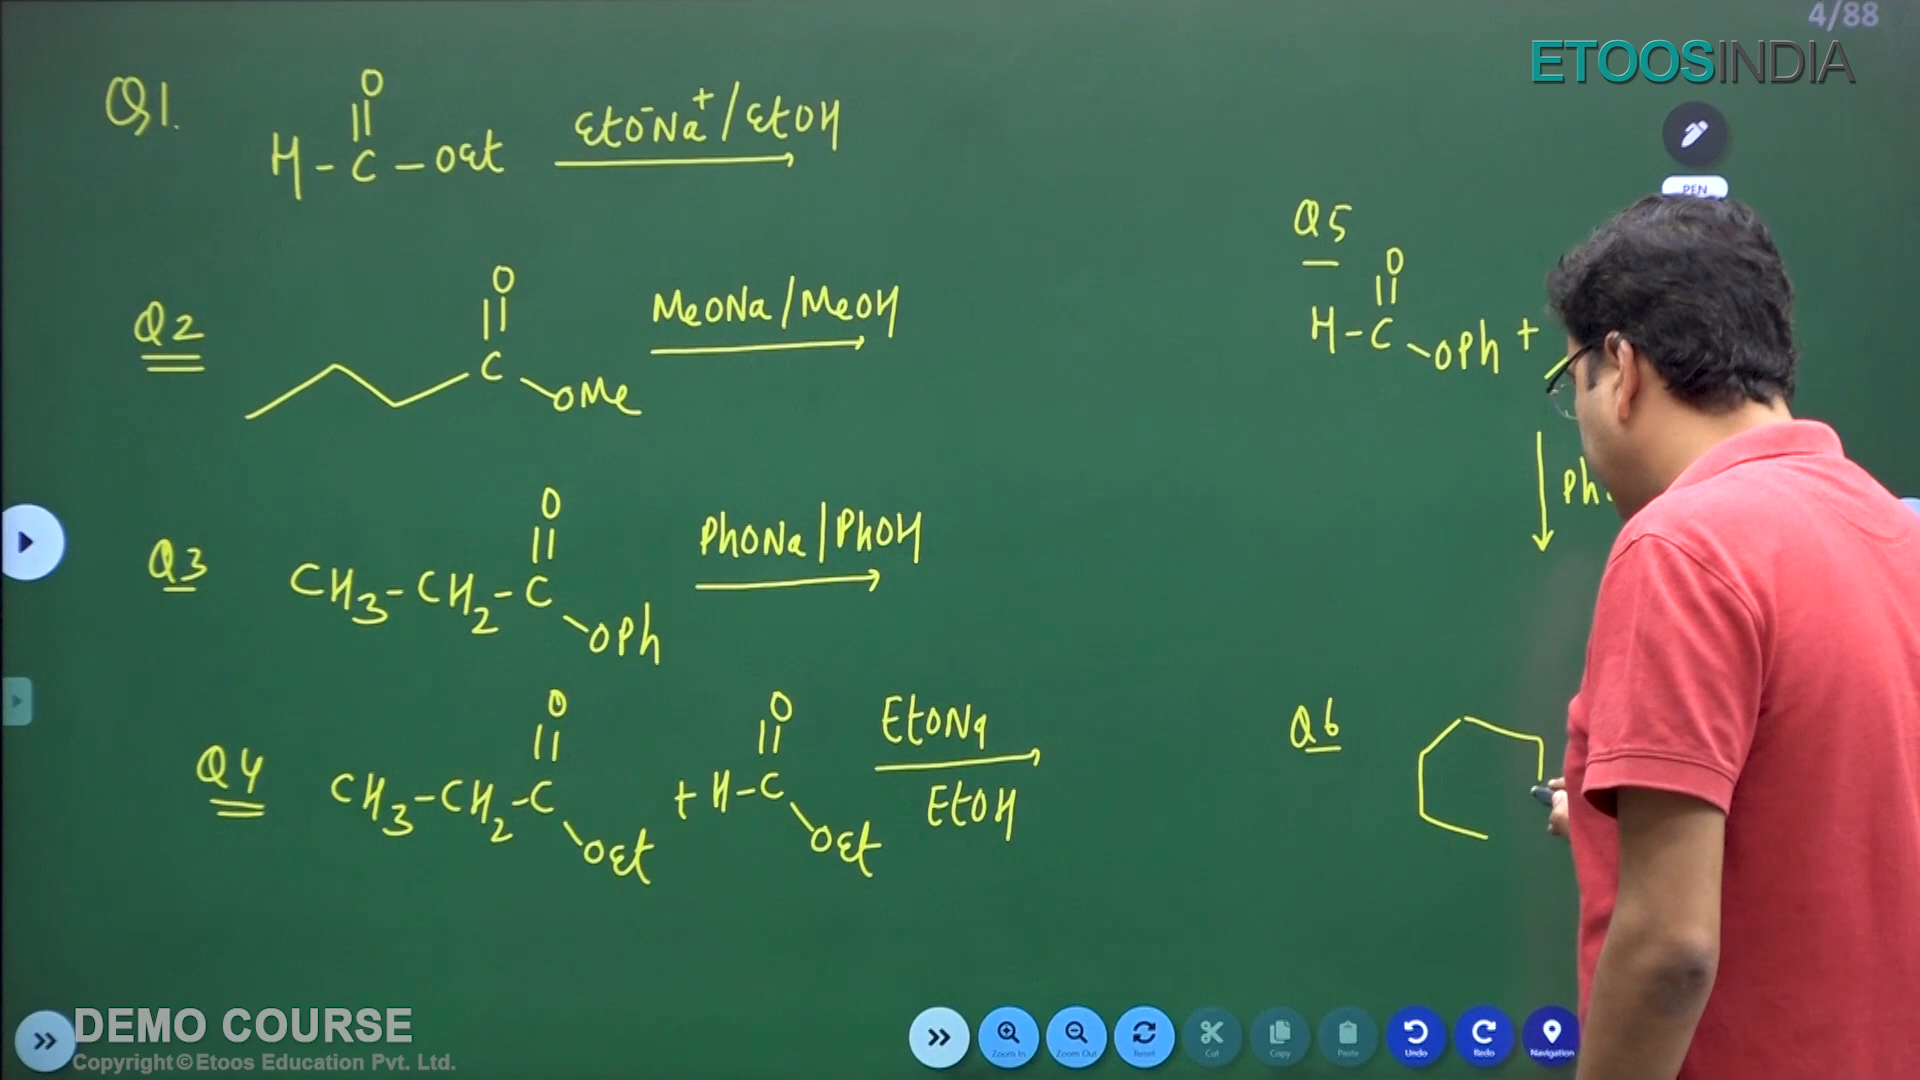 4/88
ETOOSINDIA
PEN
Q1.
O
H-C-OEt
EtO⁻Na⁺/EtOH
Q2
O
C
OMe
MeONa/MeOH
Q3
O
CH3-CH2-C
OPh
PhONa/PhOH
Q4
O
CH3-CH2-C
OEt
+
O
H-C
OEt
EtONa
EtOH
Q5
O
H-C
OPh +
Ph
Q6
DEMO COURSE
Copyright © Etoos Education Pvt. Ltd.
Zoom In
Zoom Out
Reset
Cut
Copy
Paste
Undo
Redo
Navigation